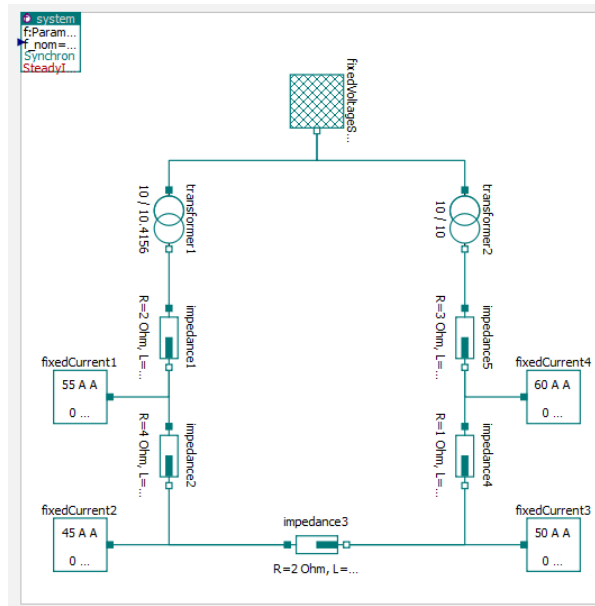 system
f:Param...
f_nom=...
Synchron
SteadyI...
fixedVoltageS...
transformer1
10 / 10.4156
transformer2
10 / 10
impedance1
R=2 Ohm, L=...
impedance5
R=3 Ohm, L=...
fixedCurrent1
55 A A
0 ...
fixedCurrent4
60 A A
0 ...
impedance2
R=4 Ohm, L=...
impedance4
R=1 Ohm, L=...
fixedCurrent2
45 A A
0 ...
impedance3
R=2 Ohm, L=...
fixedCurrent3
50 A A
0 ...